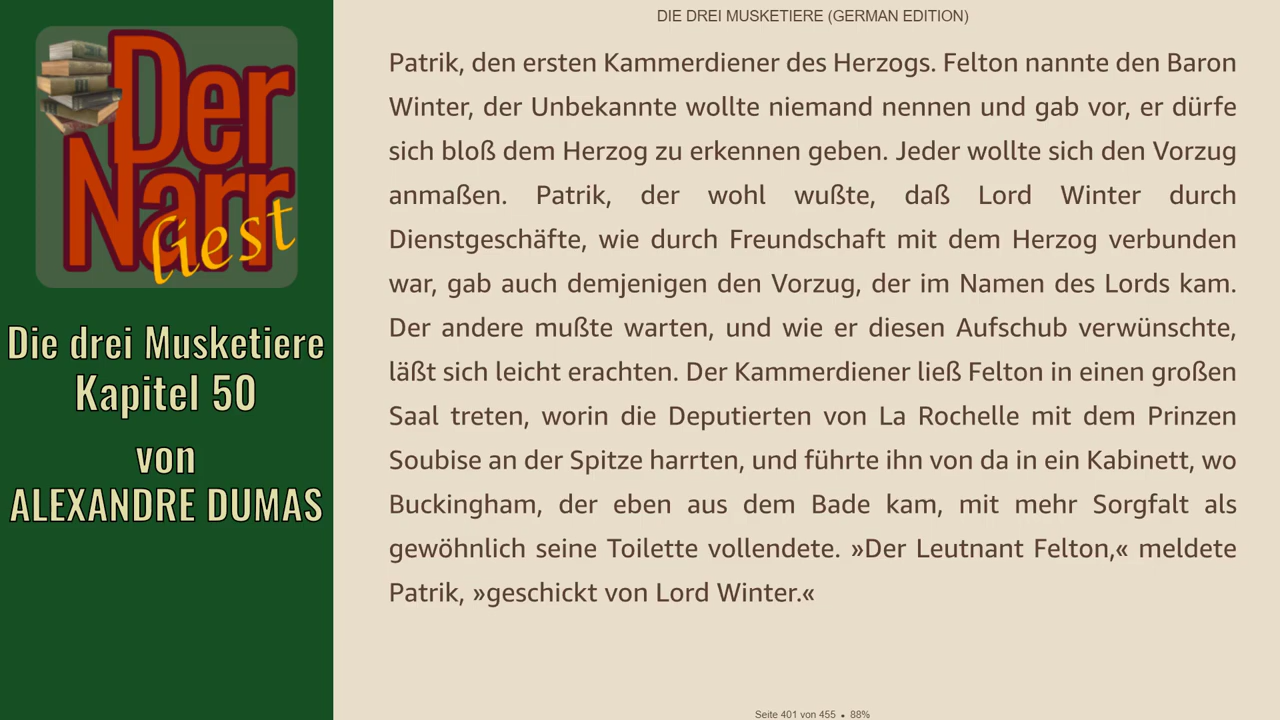 Der
Narr
liest
Die drei Musketiere
Kapitel 50
von
ALEXANDRE DUMAS
DIE DREI MUSKETIERE (GERMAN EDITION)
Patrik, den ersten Kammerdiener des Herzogs. Felton nannte den Baron
Winter, der Unbekannte wollte niemand nennen und gab vor, er dürfe
sich bloß dem Herzog zu erkennen geben. Jeder wollte sich den Vorzug
anmaßen. Patrik, der wohl wußte, daß Lord Winter durch
Dienstgeschäfte, wie durch Freundschaft mit dem Herzog verbunden
war, gab auch demjenigen den Vorzug, der im Namen des Lords kam.
Der andere mußte warten, und wie er diesen Aufschub verwünschte,
läßt sich leicht erachten. Der Kammerdiener ließ Felton in einen großen
Saal treten, worin die Deputierten von La Rochelle mit dem Prinzen
Soubise an der Spitze harrten, und führte ihn von da in ein Kabinett, wo
Buckingham, der eben aus dem Bade kam, mit mehr Sorgfalt als
gewöhnlich seine Toilette vollendete. »Der Leutnant Felton,« meldete
Patrik, »geschickt von Lord Winter.«
Seite 401 von 455 • 88%